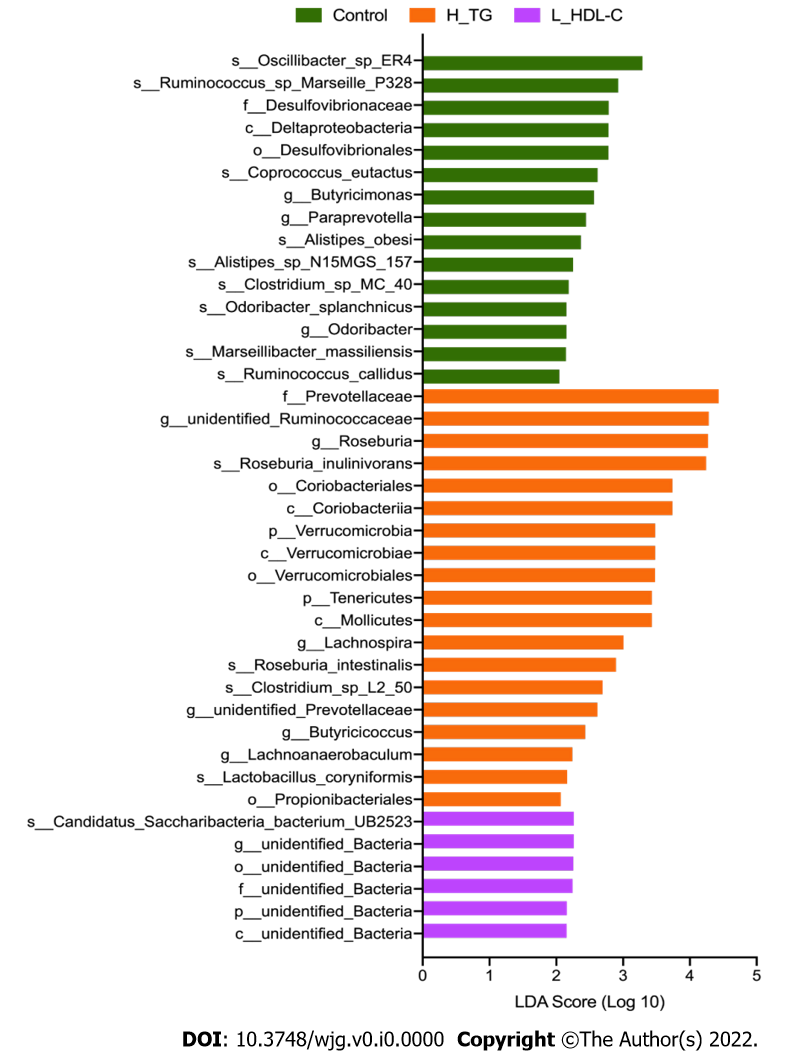 Control H_TG L_HDL-C
s__Oscillibacter_sp_ER4
s__Ruminococcus_sp_Marseille_P328
f__Desulfovibrionaceae
c__Deltaproteobacteria
o__Desulfovibrionales
s__Coprococcus_eutactus
g__Butyricimonas
g__Paraprevotella
s__Alistipes_obesi
s__Alistipes_sp_N15MGS_157
s__Clostridium_sp_MC_40
s__Odoribacter_splanchnicus
g__Odoribacter
s__Marseillibacter_massiliensis
s__Ruminococcus_callidus
f__Prevotellaceae
g__unidentified_Ruminococcaceae
g__Roseburia
s__Roseburia_inulinivorans
o__Coriobacteriales
c__Coriobacteriia
p__Verrucomicrobia
c__Verrucomicrobiae
o__Verrucomicrobiales
p__Tenericutes
c__Mollicutes
g__Lachnospira
s__Roseburia_intestinalis
s__Clostridium_sp_L2_50
g__unidentified_Prevotellaceae
g__Butyricicoccus
g__Lachnoanaerobaculum
s__Lactobacillus_coryniformis
o__Propionibacteriales
s__Candidatus_Saccharibacteria_bacterium_UB2523
g__unidentified_Bacteria
o__unidentified_Bacteria
f__unidentified_Bacteria
p__unidentified_Bacteria
c__unidentified_Bacteria
0 1 2 3 4 5
LDA Score (Log 10)
DOI: 10.3748/wjg.v0.i0.0000 Copyright ©The Author(s) 2022.